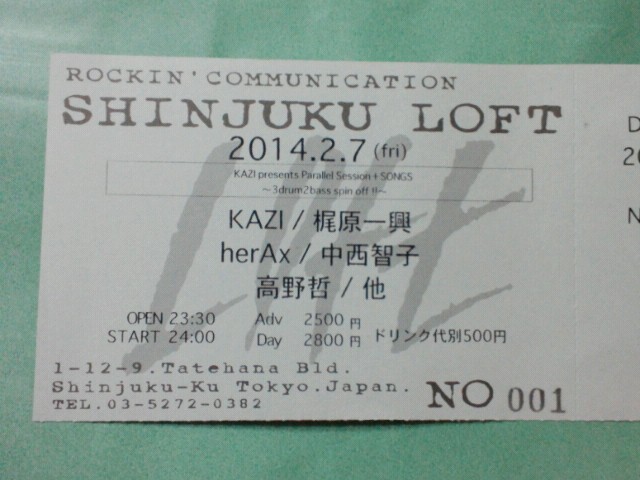 ROCKIN' COMMUNICATION
SHINJUKU LOFT
2014.2.7 (fri)
KAZI presents Parallel Session + SONGS
〜3drum2bass spin off !!〜
KAZI / 梶原一興
herAx / 中西智子
高野哲 / 他
OPEN 23:30 Adv 2500 円
START 24:00 Day 2800 円 ドリンク代別500円
1-12-9.Tatehana Bld.
Shinjuku-Ku Tokyo.Japan.
TEL.03-5272-0382
NO 001
Loft
D
20
N